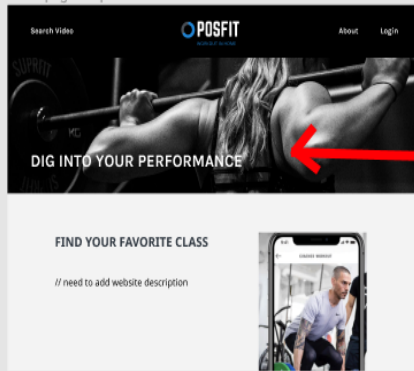 Search Video
POSFIT
About
Login
DIG INTO YOUR PERFORMANCE
FIND YOUR FAVORITE CLASS
// need to add website description